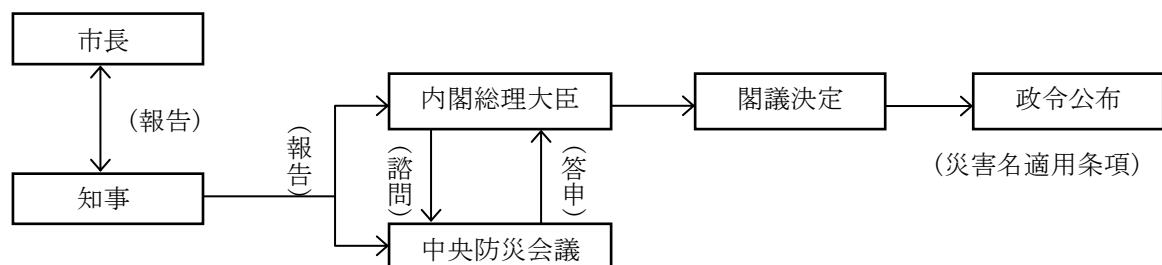 市長
(報告)
知事
(報告)
内閣総理大臣
(諮問)
(答申)
中央防災会議
閣議決定
政令公布
(災害名適用条項)